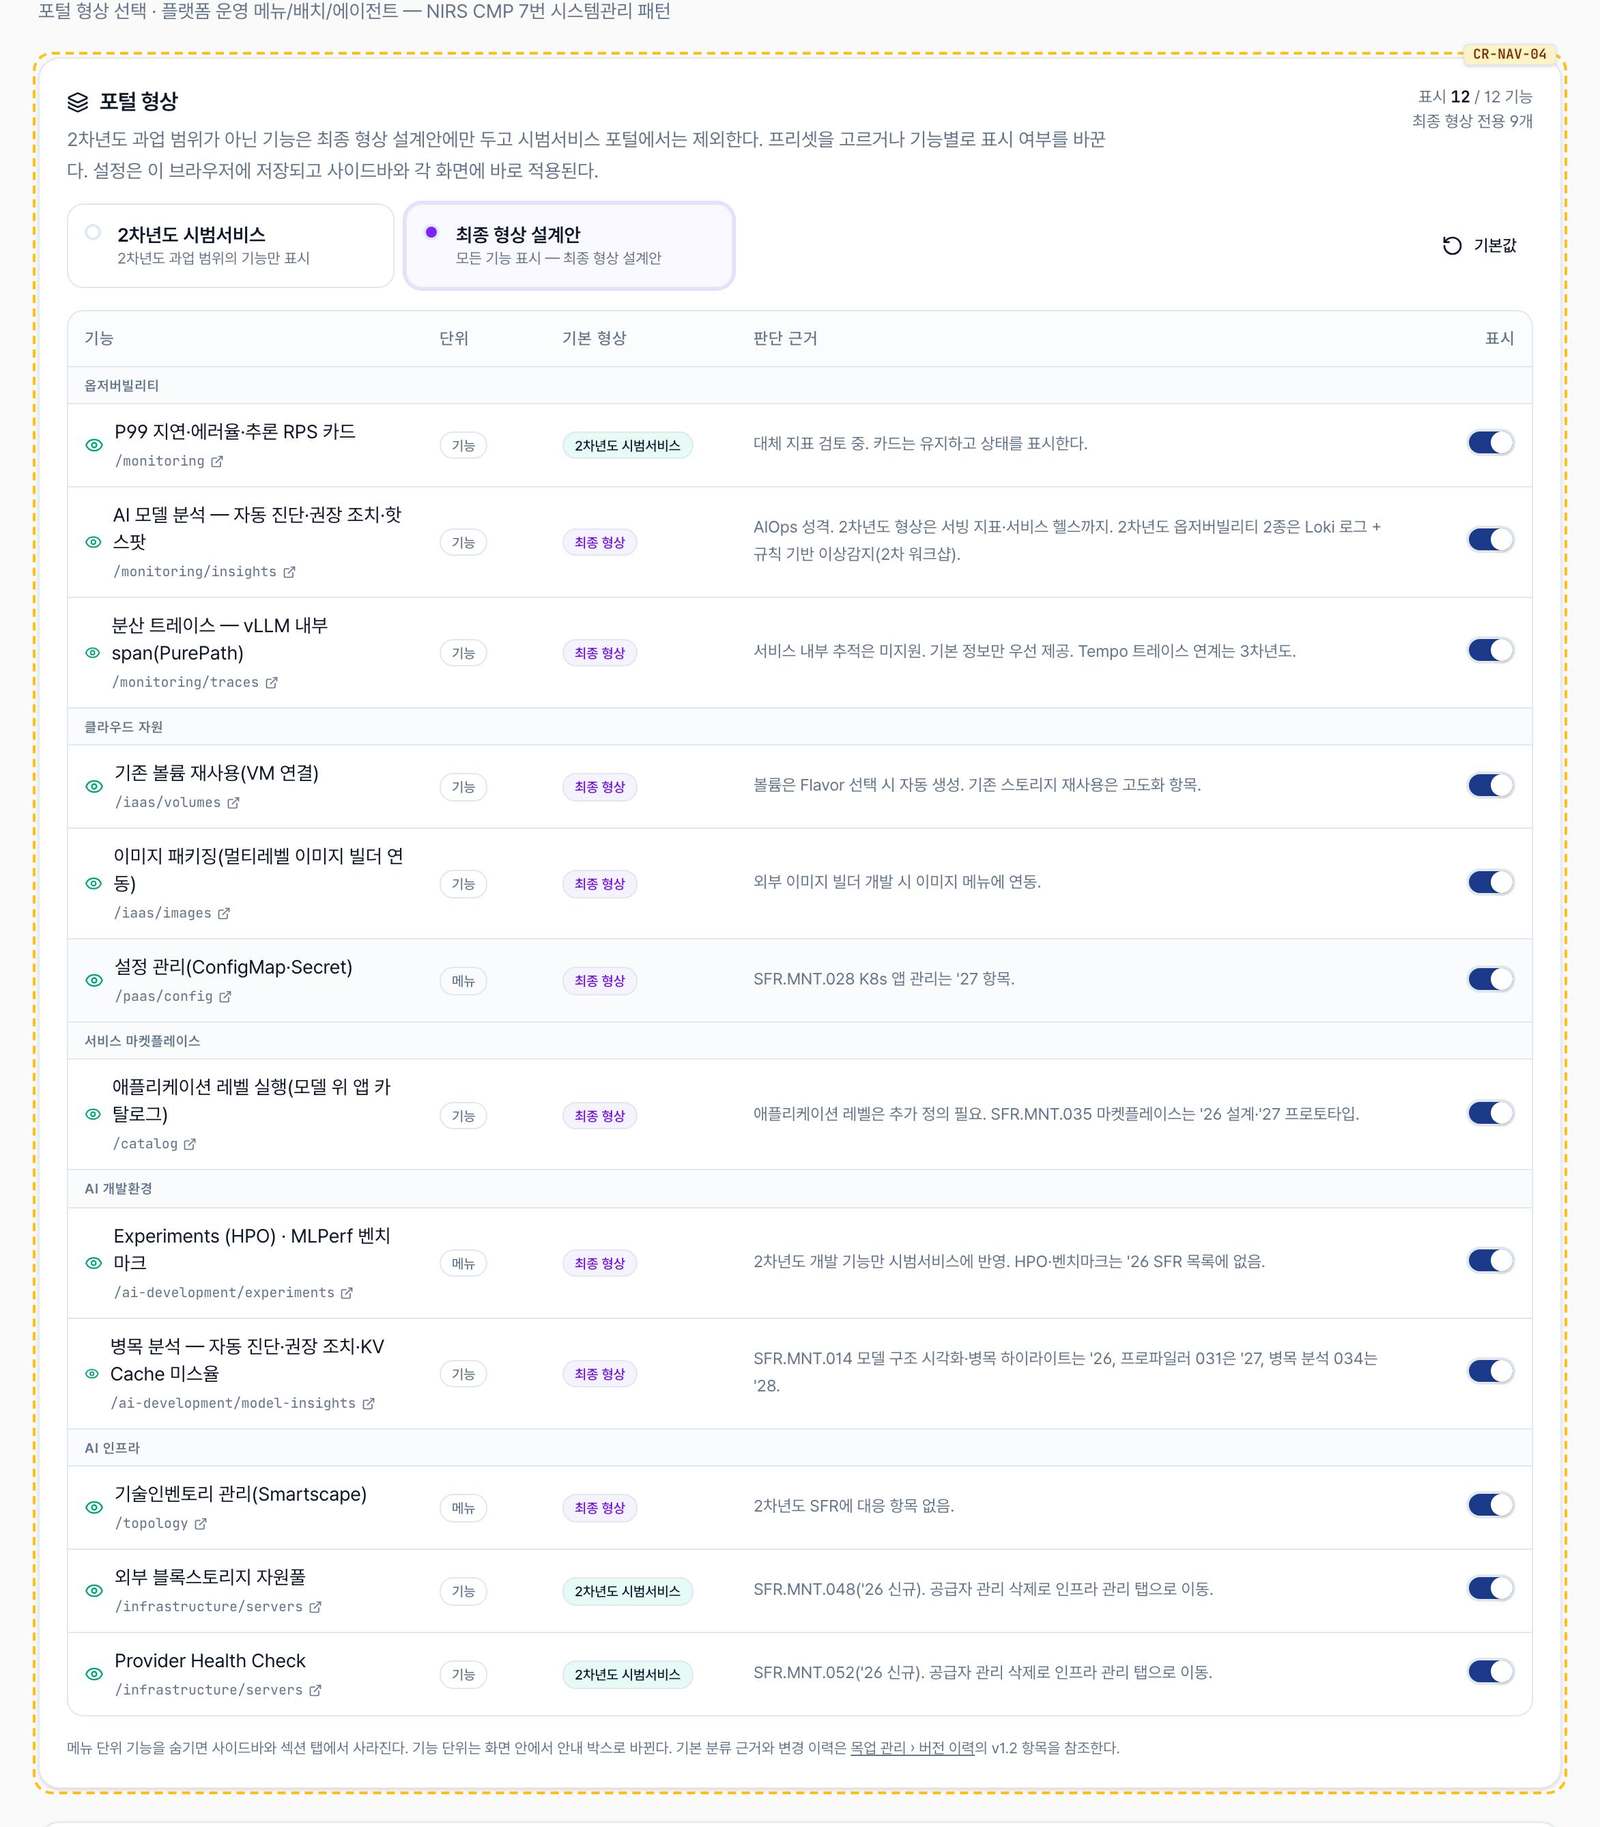 포털 형상 선택 · 플랫폼 운영 메뉴/배치/에이전트 — NIRS CMP 7번 시스템관리 패턴
CR-NAV-04
포털 형상
표시 12 / 12 기능
최종 형상 전용 9개
2차년도 과업 범위가 아닌 기능은 최종 형상 설계안에만 두고 시범서비스 포털에서는 제외한다. 프리셋을 고르거나 기능별로 표시 여부를 바꾼
다. 설정은 이 브라우저에 저장되고 사이드바와 각 화면에 바로 적용된다.
2차년도 시범서비스
2차년도 과업 범위의 기능만 표시
최종 형상 설계안
모든 기능 표시 — 최종 형상 설계안
기본값
기능 단위 기본 형상 판단 근거 표시
옵저버빌리티
P99 지연·에러율·추론 RPS 카드
/monitoring
기능
2차년도 시범서비스
대체 지표 검토 중. 카드는 유지하고 상태를 표시한다.
AI 모델 분석 — 자동 진단·권장 조치·핫
스팟
/monitoring/insights
기능
최종 형상
AIOps 성격. 2차년도 형상은 서빙 지표·서비스 헬스까지. 2차년도 옵저버빌리티 2종은 Loki 로그 +
규칙 기반 이상감지(2차 워크샵).
분산 트레이스 — vLLM 내부
span(PurePath)
/monitoring/traces
기능
최종 형상
서비스 내부 추적은 미지원. 기본 정보만 우선 제공. Tempo 트레이스 연계는 3차년도.
클라우드 자원
기존 볼륨 재사용(VM 연결)
/iaas/volumes
기능
최종 형상
볼륨은 Flavor 선택 시 자동 생성. 기존 스토리지 재사용은 고도화 항목.
이미지 패키징(멀티레벨 이미지 빌더 연
동)
/iaas/images
기능
최종 형상
외부 이미지 빌더 개발 시 이미지 메뉴에 연동.
설정 관리(ConfigMap·Secret)
/paas/config
메뉴
최종 형상
SFR.MNT.028 K8s 앱 관리는 '27 항목.
서비스 마켓플레이스
애플리케이션 레벨 실행(모델 위 앱 카
탈로그)
/catalog
기능
최종 형상
애플리케이션 레벨은 추가 정의 필요. SFR.MNT.035 마켓플레이스는 '26 설계·'27 프로토타입.
AI 개발환경
Experiments (HPO) · MLPerf 벤치
마크
/ai-development/experiments
메뉴
최종 형상
2차년도 개발 기능만 시범서비스에 반영. HPO·벤치마크는 '26 SFR 목록에 없음.
병목 분석 — 자동 진단·권장 조치·KV
Cache 미스율
/ai-development/model-insights
기능
최종 형상
SFR.MNT.014 모델 구조 시각화·병목 하이라이트는 '26, 프로파일러 031은 '27, 병목 분석 034는
'28.
AI 인프라
기술인벤토리 관리(Smartscape)
/topology
메뉴
최종 형상
2차년도 SFR에 대응 항목 없음.
외부 블록스토리지 자원풀
/infrastructure/servers
기능
2차년도 시범서비스
SFR.MNT.048('26 신규). 공급자 관리 삭제로 인프라 관리 탭으로 이동.
Provider Health Check
/infrastructure/servers
기능
2차년도 시범서비스
SFR.MNT.052('26 신규). 공급자 관리 삭제로 인프라 관리 탭으로 이동.
메뉴 단위 기능을 숨기면 사이드바와 섹션 탭에서 사라진다. 기능 단위는 화면 안에서 안내 박스로 바뀐다. 기본 분류 근거와 변경 이력은 목업 관리 › 버전 이력의 v1.2 항목을 참조한다.